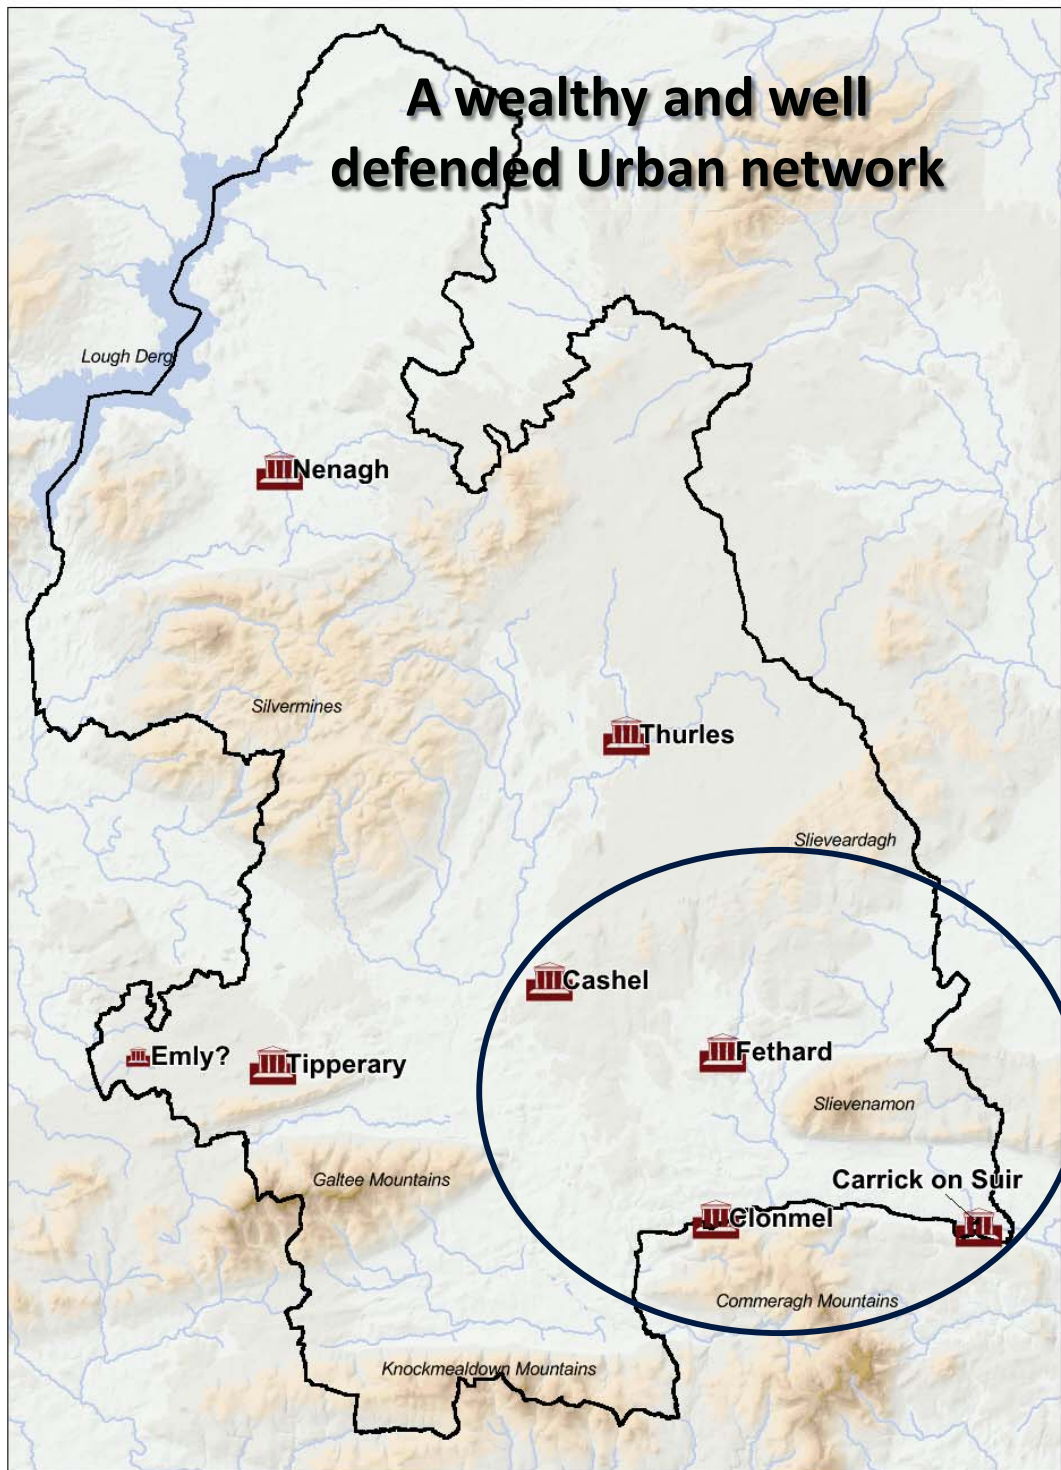 A wealthy and well
defended Urban network
Lough Derg
Nenagh
Silvermines
Thurles
Slieveardagh
Cashel
Emly?
Tipperary
Fethard
Slievenamon
Galtee Mountains
Carrick on Suir
Clonmel
Commeragh Mountains
Knockmealdown Mountains